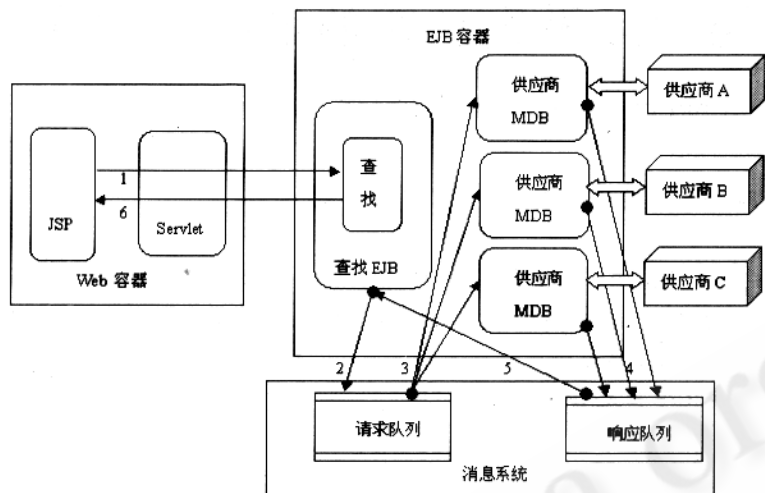 EJB 容器
供应商
MDB
供应商 A
供应商
MDB
供应商 B
供应商
MDB
供应商 C
查
找
查找 EJB
1
6
JSP
Servlet
Web 容器
2
3
5
4
请求队列
响应队列
消息系统